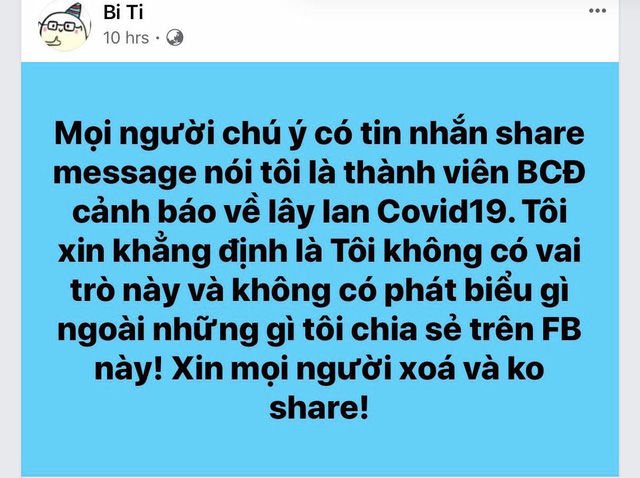 Bi Ti
10 hrs ·
Mọi người chú ý có tin nhắn share
message nói tôi là thành viên BCĐ
cảnh báo về lây lan Covid19. Tôi
xin khẳng định là Tôi không có vai
trò này và không có phát biểu gì
ngoài những gì tôi chia sẻ trên FB
này! Xin mọi người xoá và ko
share!